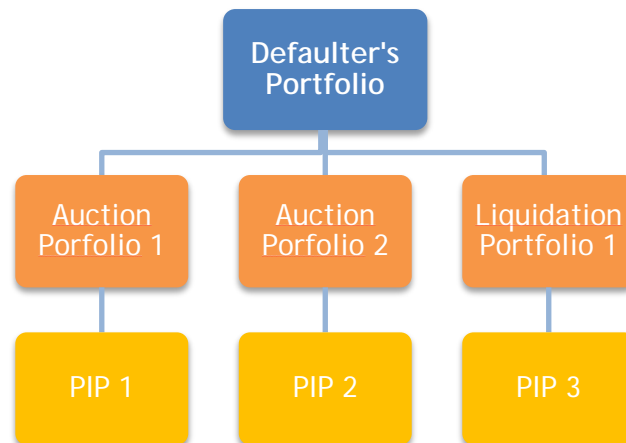 Defaulter's
Portfolio
Auction
Porfolio 1
Auction
Porfolio 2
Liquidation
Portfolio 1
PIP 1
PIP 2
PIP 3